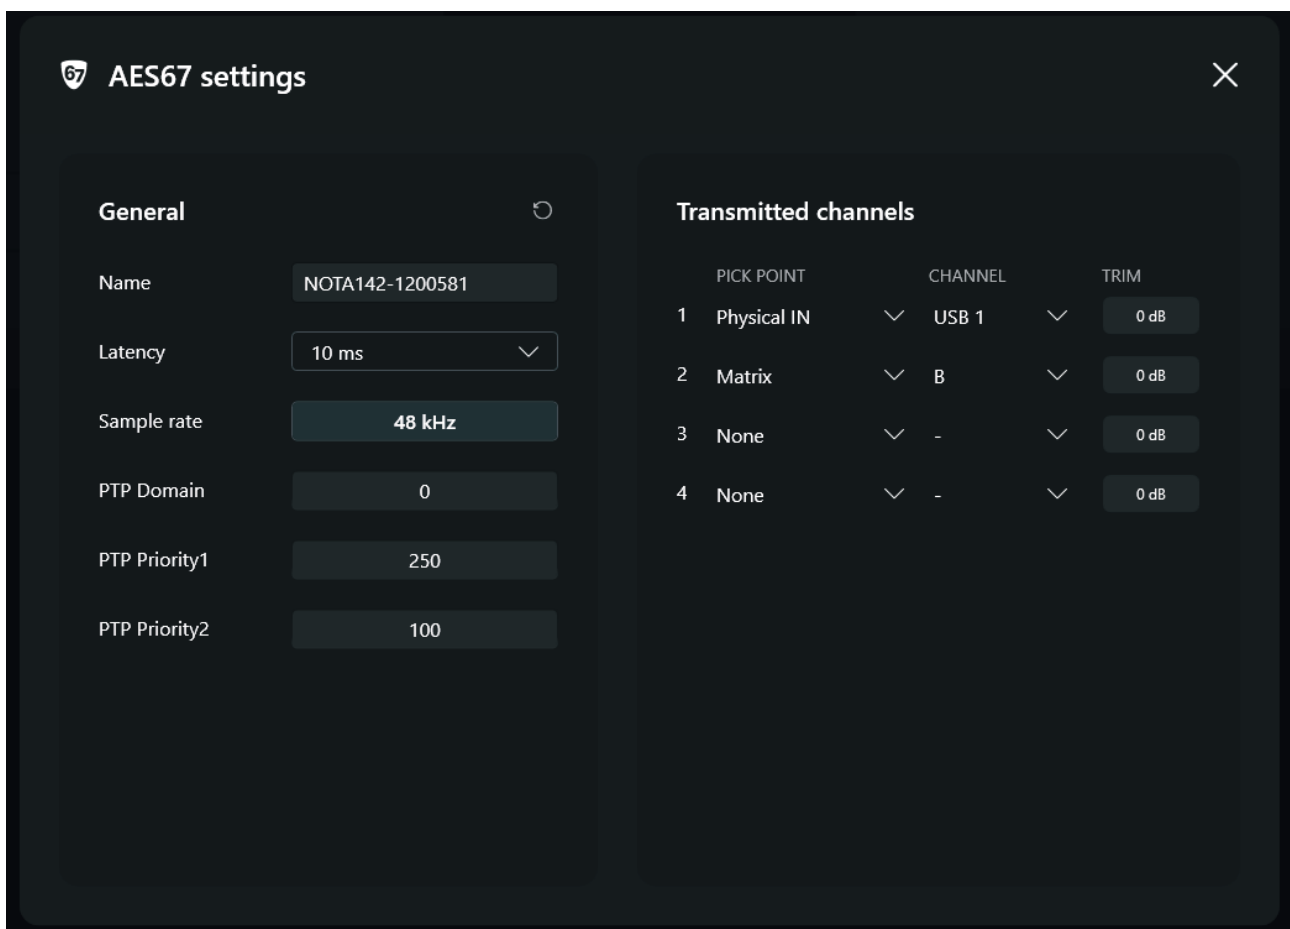 67 AES67 settings
General
Name NOTA142-1200581
Latency 10 ms
Sample rate 48 kHz
PTP Domain 0
PTP Priority1 250
PTP Priority2 100
Transmitted channels
PICK POINT CHANNEL TRIM
1 Physical IN USB 1 0 dB
2 Matrix B 0 dB
3 None - 0 dB
4 None - 0 dB